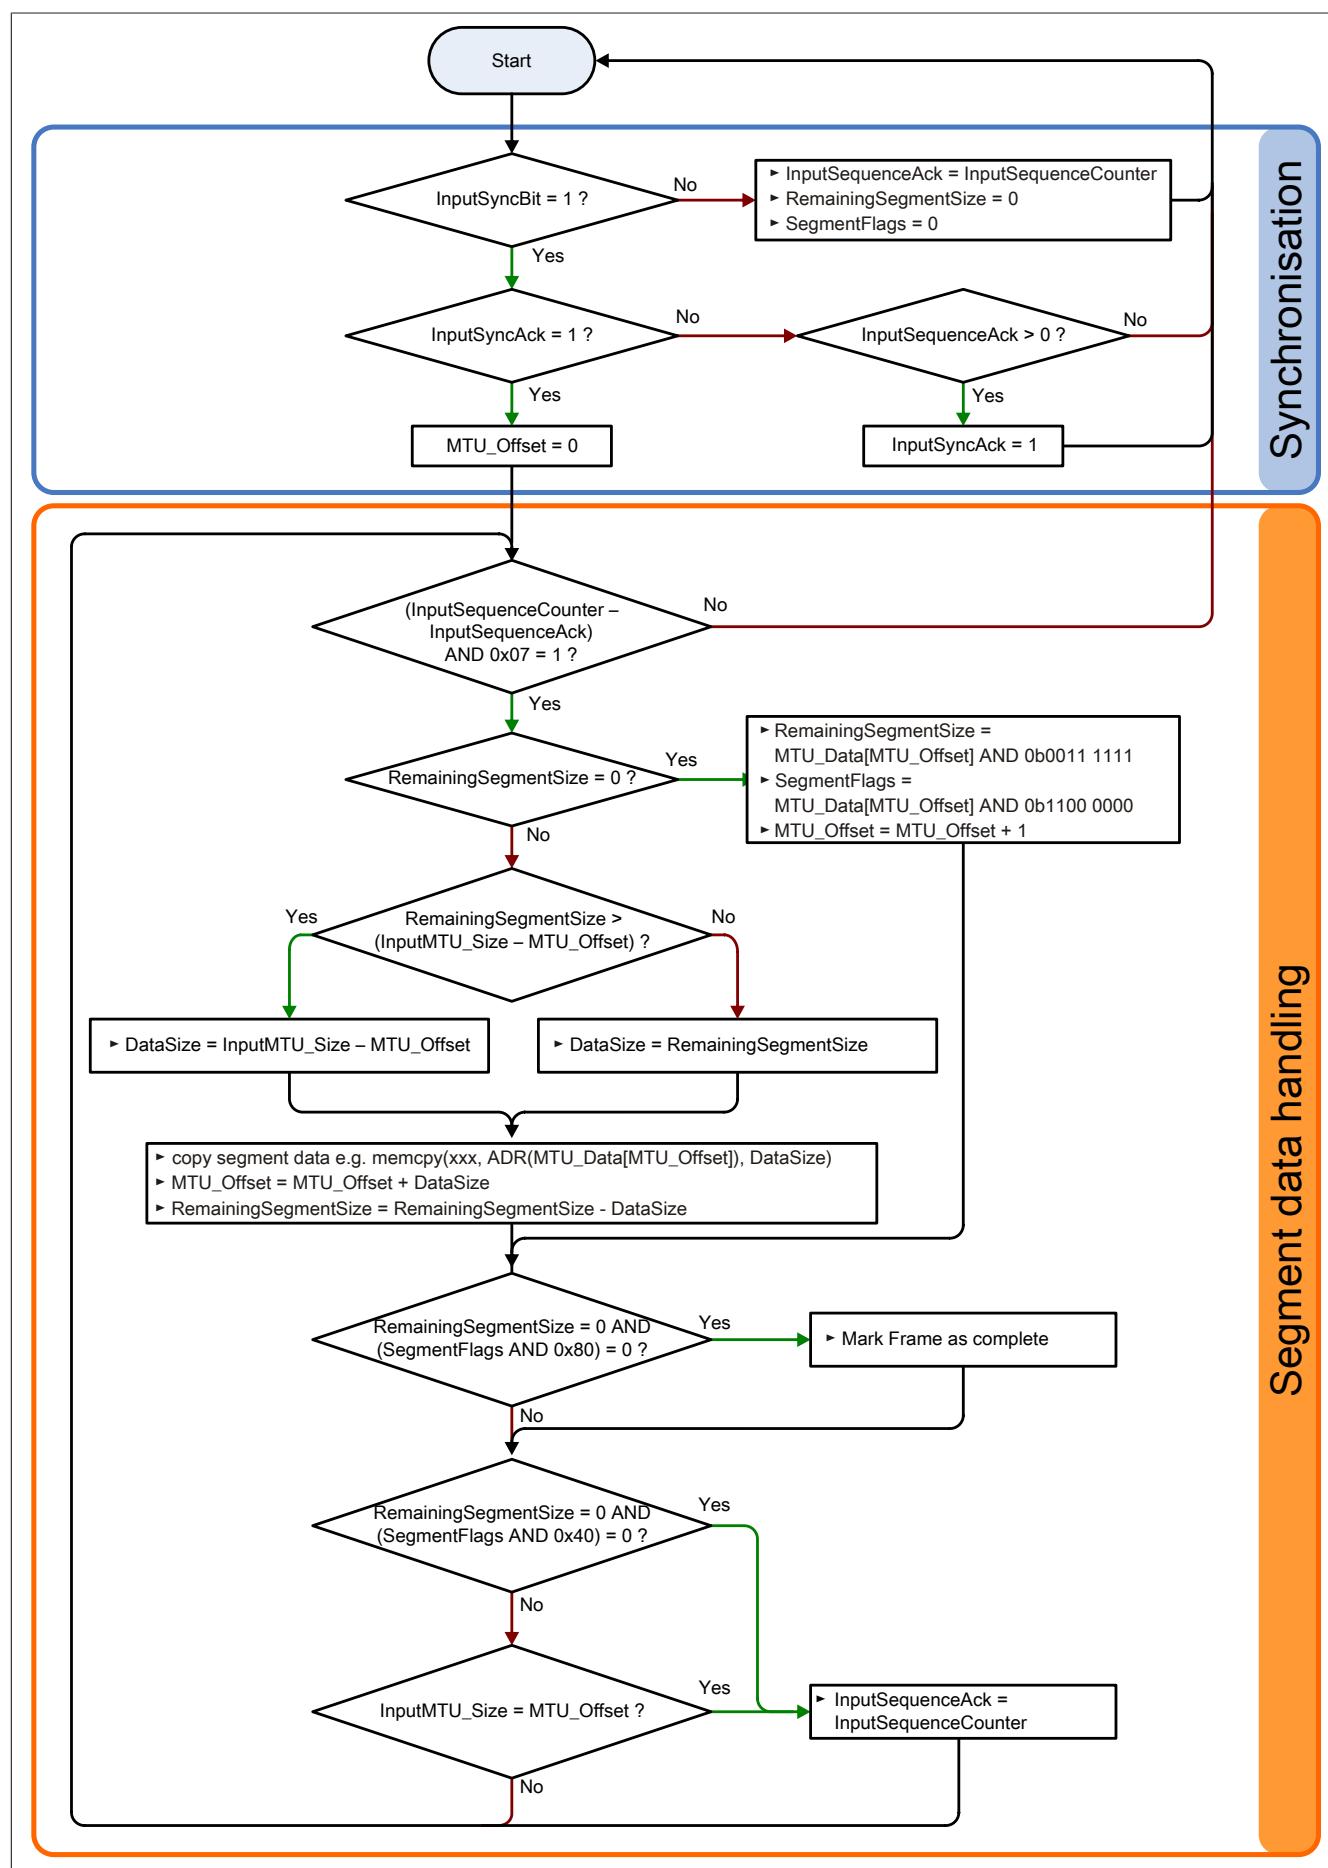 Start
InputSyncBit = 1 ?
No
► InputSequenceAck = InputSequenceCounter
► RemainingSegmentSize = 0
► SegmentFlags = 0
Yes
InputSyncAck = 1 ?
No
InputSequenceAck > 0 ?
No
Yes
Yes
MTU_Offset = 0
InputSyncAck = 1
Synchronisation
(InputSequenceCounter –
InputSequenceAck)
AND 0x07 = 1 ?
No
Yes
RemainingSegmentSize = 0 ?
Yes
► RemainingSegmentSize =
MTU_Data[MTU_Offset] AND 0b0011 1111
► SegmentFlags =
MTU_Data[MTU_Offset] AND 0b1100 0000
► MTU_Offset = MTU_Offset + 1
No
RemainingSegmentSize >
(InputMTU_Size – MTU_Offset) ?
Yes
No
► DataSize = InputMTU_Size – MTU_Offset
► DataSize = RemainingSegmentSize
► copy segment data e.g. memcpy(xxx, ADR(MTU_Data[MTU_Offset]), DataSize)
► MTU_Offset = MTU_Offset + DataSize
► RemainingSegmentSize = RemainingSegmentSize - DataSize
RemainingSegmentSize = 0 AND
(SegmentFlags AND 0x80) = 0 ?
Yes
► Mark Frame as complete
No
RemainingSegmentSize = 0 AND
(SegmentFlags AND 0x40) = 0 ?
Yes
No
InputMTU_Size = MTU_Offset ?
Yes
► InputSequenceAck =
InputSequenceCounter
No
Segment data handling